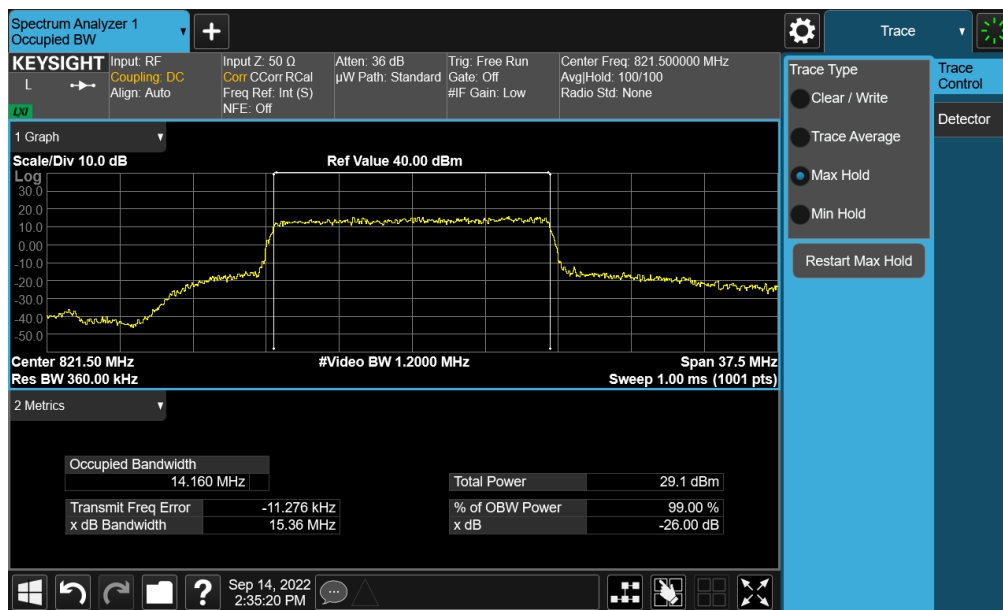 Spectrum Analyzer 1
Occupied BW
+
Trace
KEYSIGHT
L
LXI
Input: RF
Coupling: DC
Align: Auto
Input Z: 50 Ω
Corr CCorr RCal
Freq Ref: Int (S)
NFE: Off
Atten: 36 dB
µW Path: Standard
Trig: Free Run
Gate: Off
#IF Gain: Low
Center Freq: 821.500000 MHz
Avg|Hold: 100/100
Radio Std: None
Trace Type
Clear / Write
Trace Average
Max Hold
Min Hold
Restart Max Hold
Trace
Control
Detector
1 Graph
Scale/Div 10.0 dB
Ref Value 40.00 dBm
Log
30.0
20.0
10.0
0.00
-10.0
-20.0
-30.0
-40.0
-50.0
Center 821.50 MHz
#Video BW 1.2000 MHz
Span 37.5 MHz
Res BW 360.00 kHz
Sweep 1.00 ms (1001 pts)
2 Metrics
Occupied Bandwidth
14.160 MHz
Total Power 29.1 dBm
Transmit Freq Error -11.276 kHz
% of OBW Power 99.00 %
x dB Bandwidth 15.36 MHz
x dB -26.00 dB
?
Sep 14, 2022
2:35:20 PM